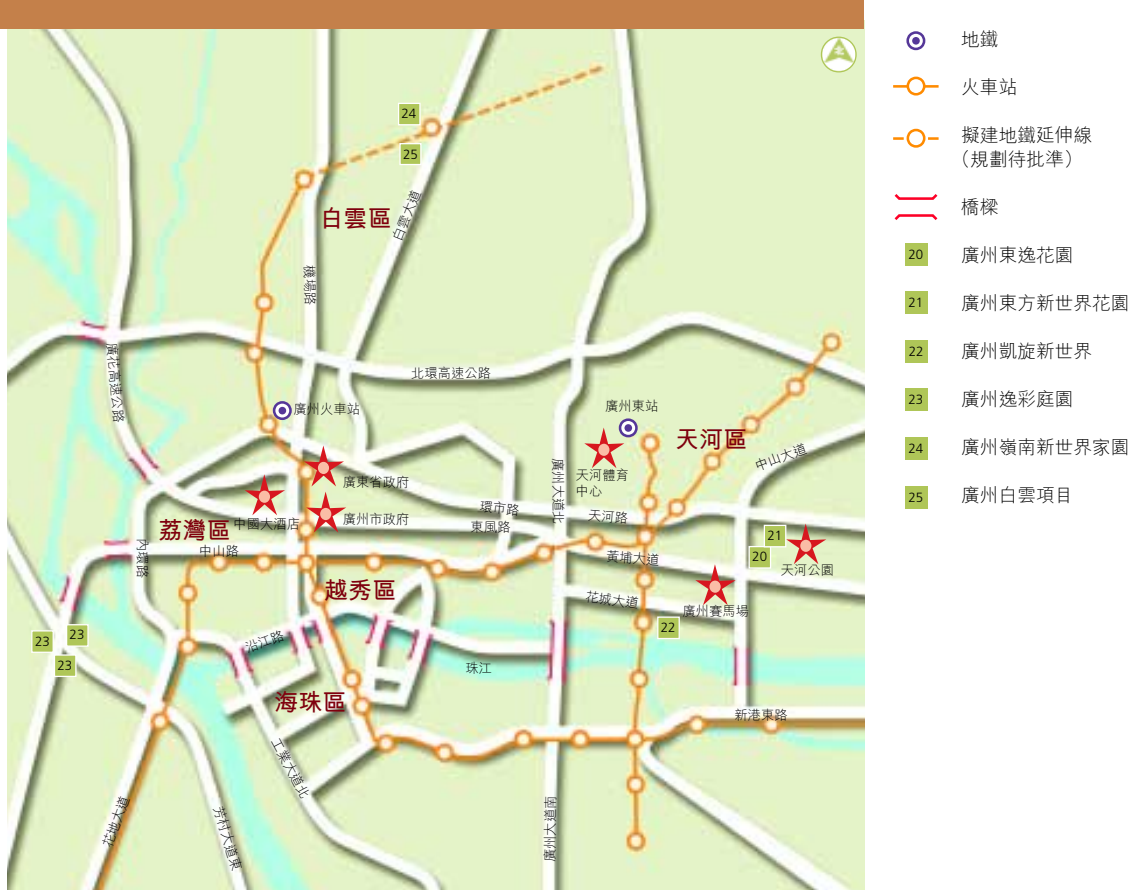 北
24
25
白雲區
白雲大道
機場路
廣花高速公路
北環高速公路
廣州火車站
廣州東站
天河區
中山大道
廣東省政府
天河體育
中心
廣州大道北
環市路
天河路
中國大酒店
廣州市政府
東風路
荔灣區
中山路
內環路
黃埔大道
21
20
天河公園
越秀區
花城大道
廣州賽馬場
22
23
23
23
沿江路
珠江
海珠區
新港東路
工業大道北
花地大道
芳村大道東
廣州大道南
地鐵
火車站
擬建地鐵延伸線
（規劃待批準）
橋樑
20 廣州東逸花園
21 廣州東方新世界花園
22 廣州凱旋新世界
23 廣州逸彩庭園
24 廣州嶺南新世界家園
25 廣州白雲項目